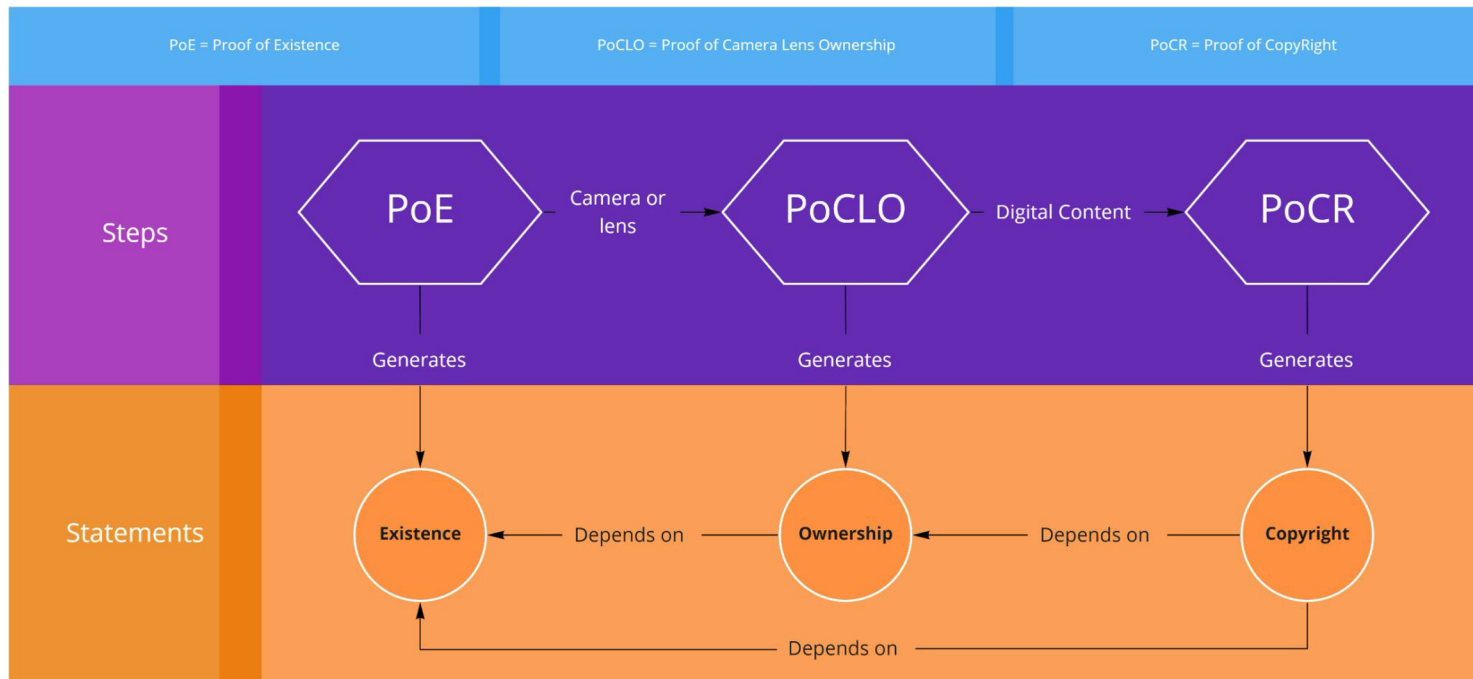 PoE = Proof of Existence
PoCLO = Proof of Camera Lens Ownership
PoCR = Proof of CopyRight
Steps
PoE
Camera or
lens
PoCLO
Digital Content
PoCR
Generates
Generates
Generates
Statements
Existence
Depends on
Ownership
Depends on
Copyright
Depends on